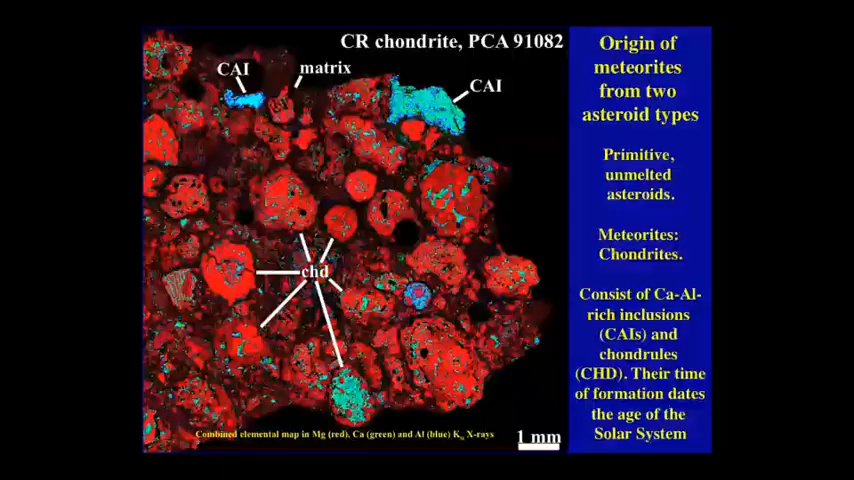 CR chondrite, PCA 91082
CAI
matrix
CAI
chd
Combined elemental map in Mg (red), Ca (green) and Al (blue) Kα X-rays
1 mm
Origin of
meteorites
from two
asteroid types
Primitive,
unmelted
asteroids.
Meteorites:
Chondrites.
Consist of Ca-Al-
rich inclusions
(CAIs) and
chondrules
(CHD). Their time
of formation dates
the age of the
Solar System